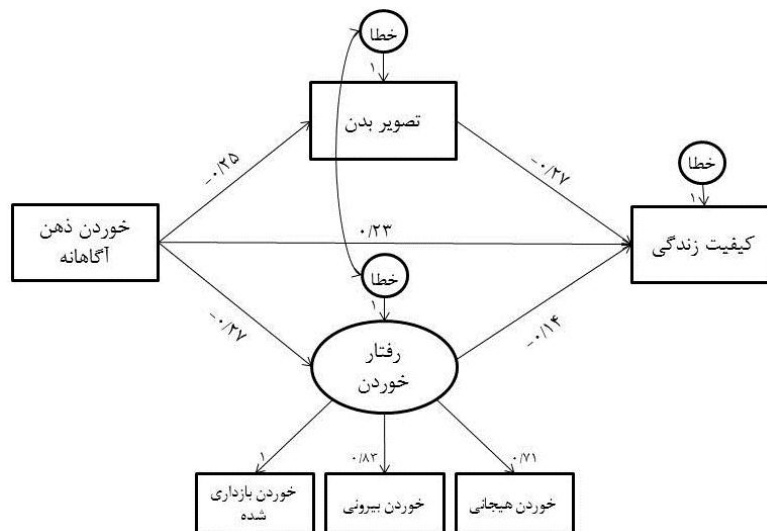 خطا
۱
تصویر بدن
-۰/۲۵
-۰/۲۷
خطا
۱
خوردن ذهن
آگاهانه
۰/۲۳
کیفیت زندگی
خطا
۱
-۰/۲۷
-۰/۱۴
رفتار
خوردن
۱
۰/۸۳
۰/۷۱
خوردن بازداری
شده
خوردن بیرونی
خوردن هیجانی